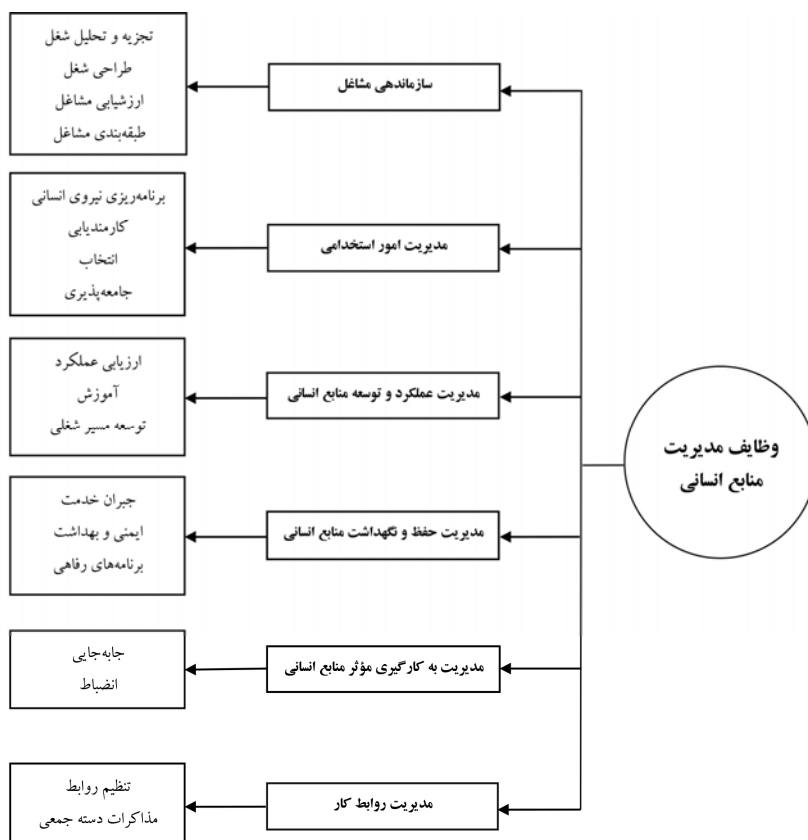 وظایف مدیریت
منابع انسانی
سازماندهی مشاغل
تجزیه و تحلیل شغل
طراحی شغل
ارزشیابی مشاغل
طبقه‌بندی مشاغل
مدیریت امور استخدامی
برنامه‌ریزی نیروی انسانی
کارمندیابی
انتخاب
جامعه‌پذیری
مدیریت عملکرد و توسعه منابع انسانی
ارزیابی عملکرد
آموزش
توسعه مسیر شغلی
مدیریت حفظ و نگهداشت منابع انسانی
جبران خدمت
ایمنی و بهداشت
برنامه‌های رفاهی
مدیریت به کارگیری مؤثر منابع انسانی
جابه‌جایی
انضباط
مدیریت روابط کار
تنظیم روابط
مذاکرات دسته جمعی